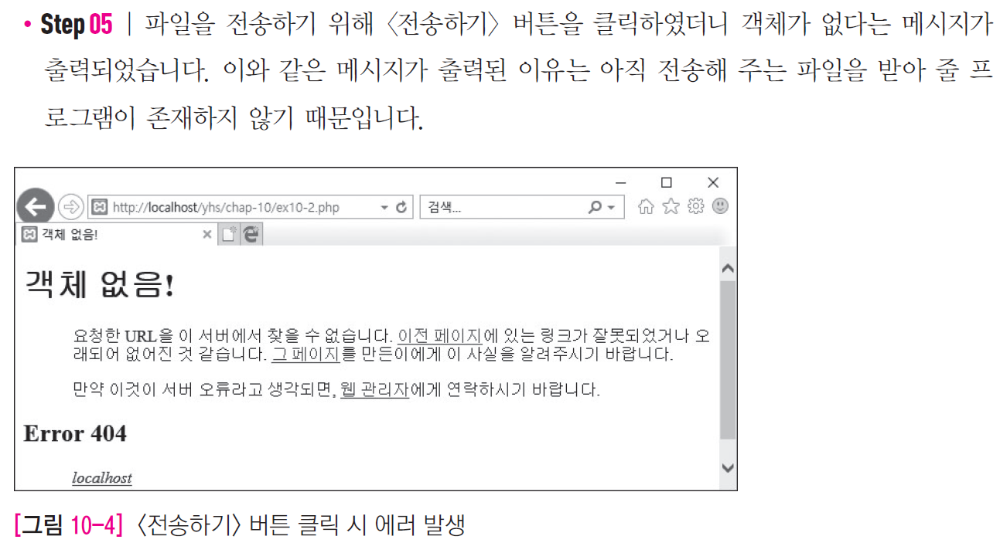 • Step 05 | 파일을 전송하기 위해 〈전송하기〉 버튼을 클릭하였더니 객체가 없다는 메시지가
출력되었습니다. 이와 같은 메시지가 출력된 이유는 아직 전송해 주는 파일을 받아 줄 프
로그램이 존재하지 않기 때문입니다.
http://localhost/yhs/chap-10/ex10-2.php 검색...
객체 없음!
객체 없음!
요청한 URL을 이 서버에서 찾을 수 없습니다. 이전 페이지에 있는 링크가 잘못되었거나 오
래되어 없어진 것 같습니다. 그 페이지를 만든이에게 이 사실을 알려주시기 바랍니다.
만약 이것이 서버 오류라고 생각되면, 웹 관리자에게 연락하시기 바랍니다.
Error 404
localhost
[그림 10-4] 〈전송하기〉 버튼 클릭 시 에러 발생